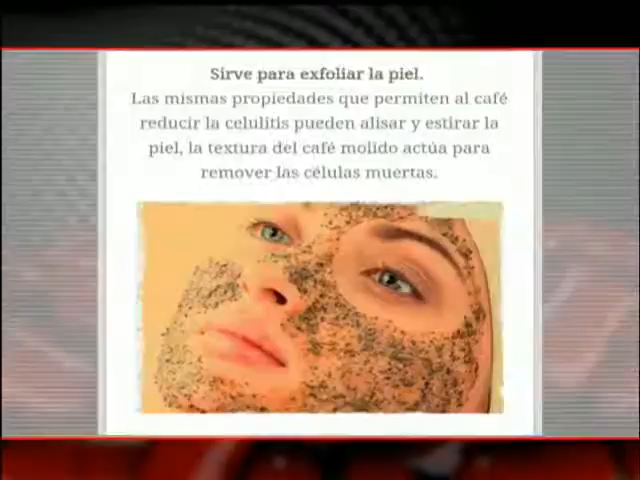 Sirve para exfoliar la piel.
Las mismas propiedades que permiten al café
reducir la celulitis pueden alisar y estirar la
piel, la textura del café molido actúa para
remover las células muertas.